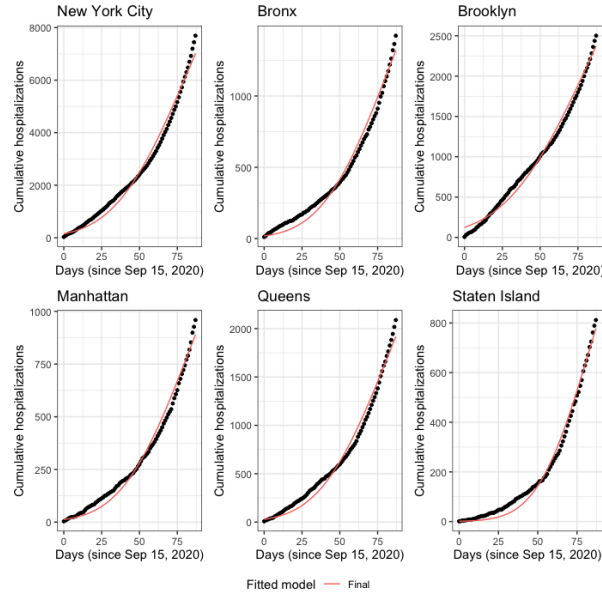 New York City
Bronx
Brooklyn
Cumulative hospitalizations
8000
6000
4000
2000
0
0 25 50 75
Days (since Sep 15, 2020)
Cumulative hospitalizations
1000
500
0
0 25 50 75
Days (since Sep 15, 2020)
Cumulative hospitalizations
2500
2000
1500
1000
500
0
0 25 50 75
Days (since Sep 15, 2020)
Manhattan
Queens
Staten Island
Cumulative hospitalizations
1000
750
500
250
0
0 25 50 75
Days (since Sep 15, 2020)
Cumulative hospitalizations
2000
1500
1000
500
0
0 25 50 75
Days (since Sep 15, 2020)
Cumulative hospitalizations
800
600
400
200
0
0 25 50 75
Days (since Sep 15, 2020)
Fitted model Final